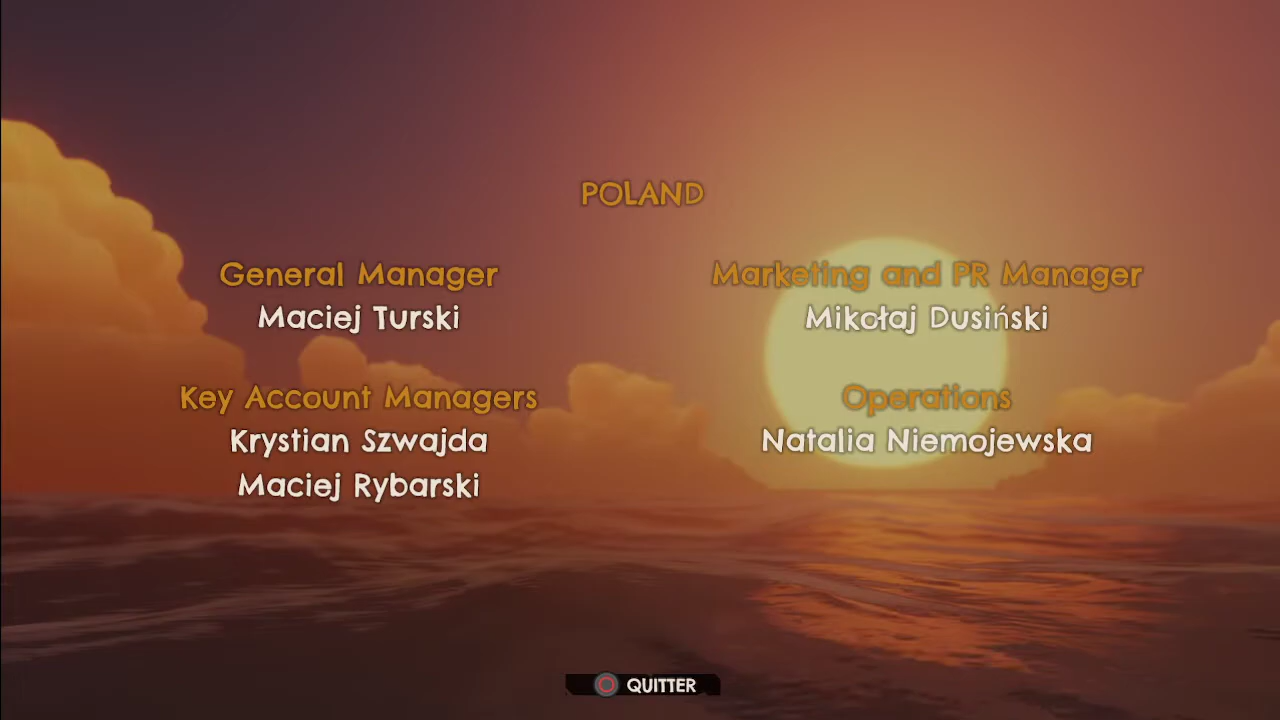 POLAND
General Manager
Maciej Turski
Key Account Managers
Krystian Szwajda
Maciej Rybarski
Marketing and PR Manager
Mikołaj Dusiński
Operations
Natalia Niemojewska
QUITTER